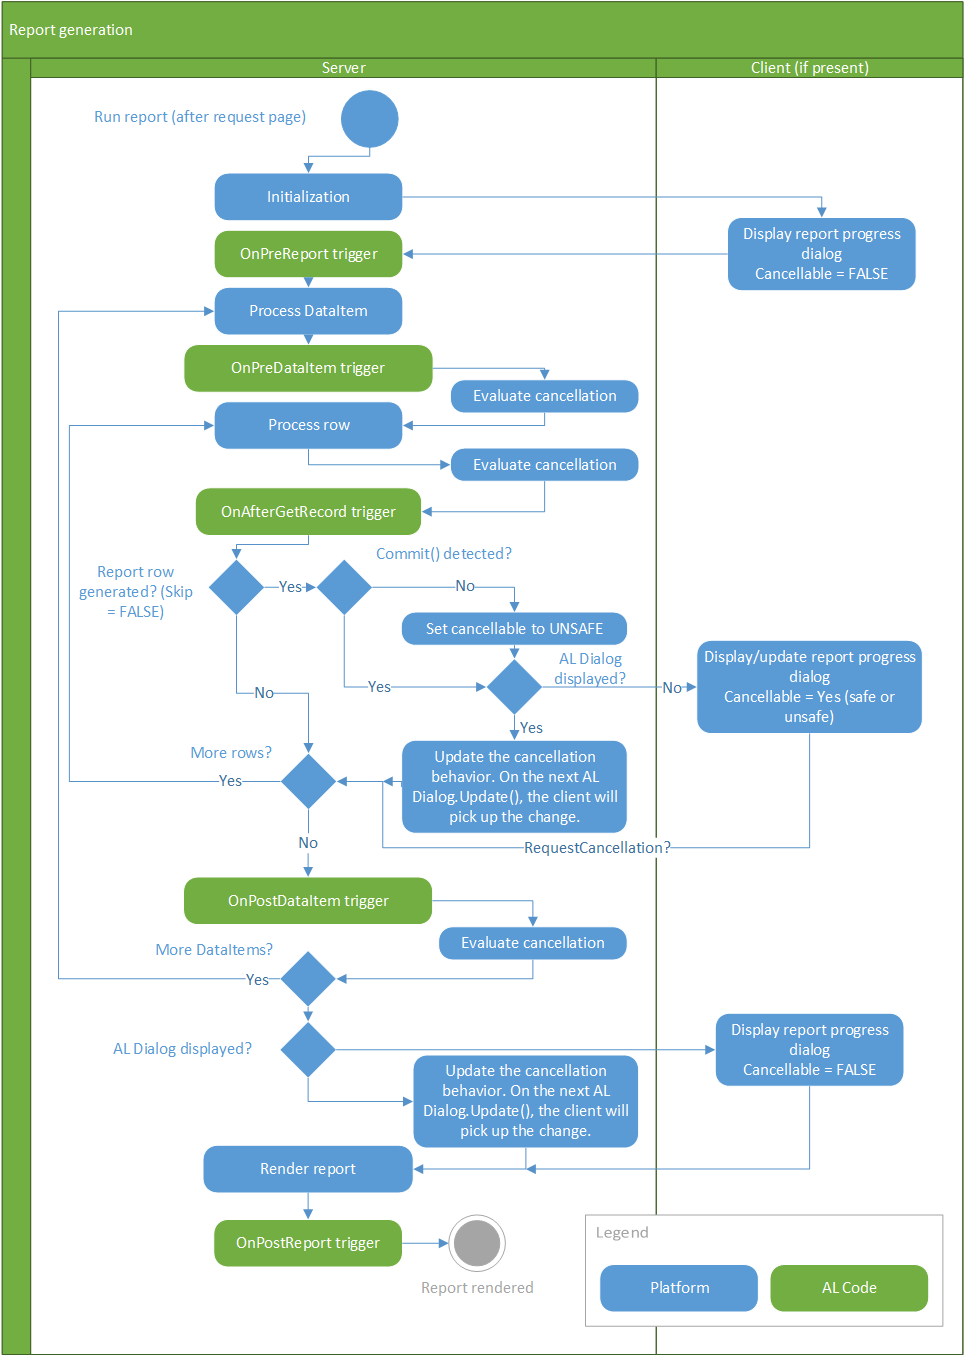 Report generation
Server
Client (if present)
Run report (after request page)
Initialization
Display report progress
dialog
Cancellable = FALSE
OnPreReport trigger
Process DataItem
OnPreDataItem trigger
Evaluate cancellation
Process row
Evaluate cancellation
OnAfterGetRecord trigger
Commit() detected?
Report row
generated? (Skip
= FALSE)
Yes
No
Set cancellable to UNSAFE
AL Dialog
displayed?
Yes
No
No
Display/update report progress
dialog
Cancellable = Yes (safe or
unsafe)
Yes
Update the cancellation
behavior. On the next AL
Dialog.Update(), the client will
pick up the change.
More rows?
Yes
No
RequestCancellation?
OnPostDataItem trigger
Evaluate cancellation
More DataItems?
Yes
AL Dialog displayed?
Display report progress
dialog
Cancellable = FALSE
Update the cancellation
behavior. On the next AL
Dialog.Update(), the client will
pick up the change.
Render report
OnPostReport trigger
Report rendered
Legend
Platform
AL Code